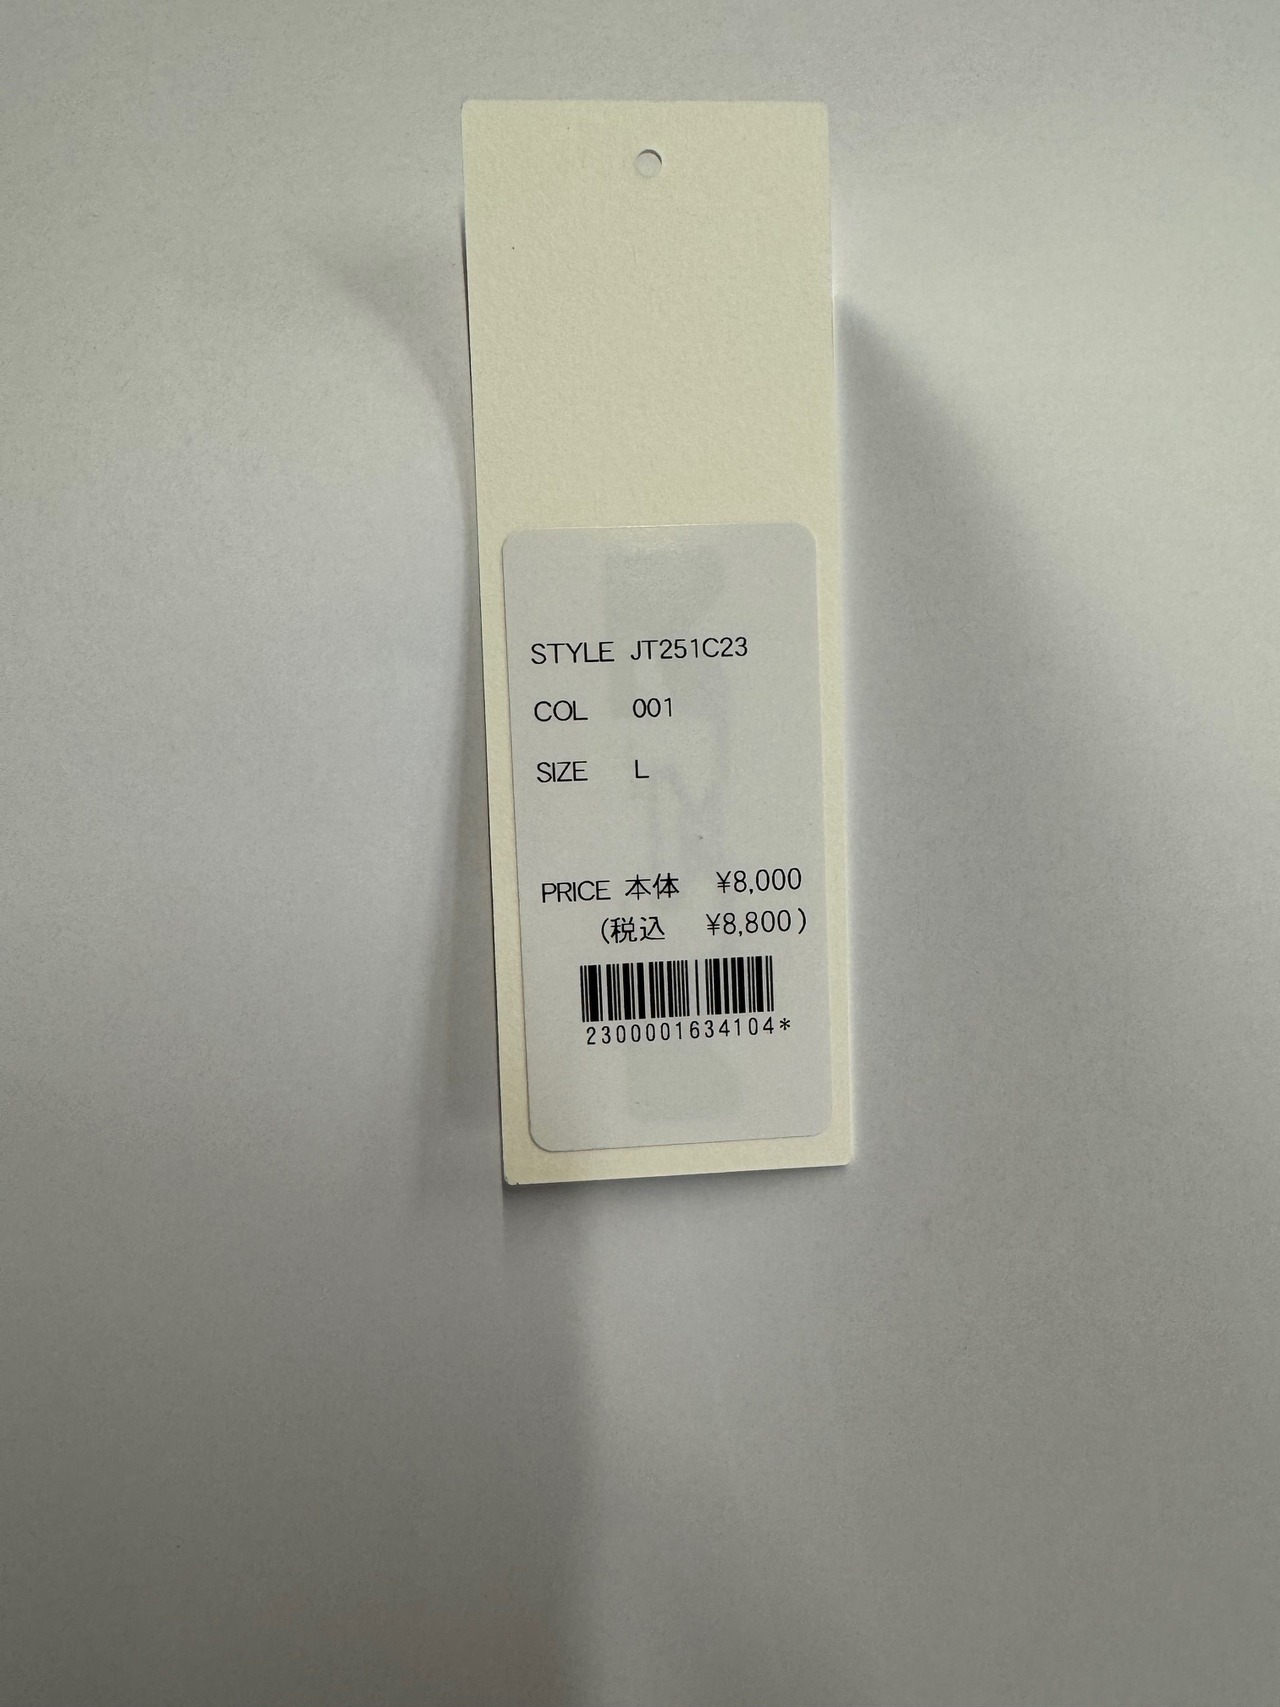 STYLE JT251C23
COL 001
SIZE L
PRICE 本体 ¥8,000
(税込 ¥8,800)
2300001634104*